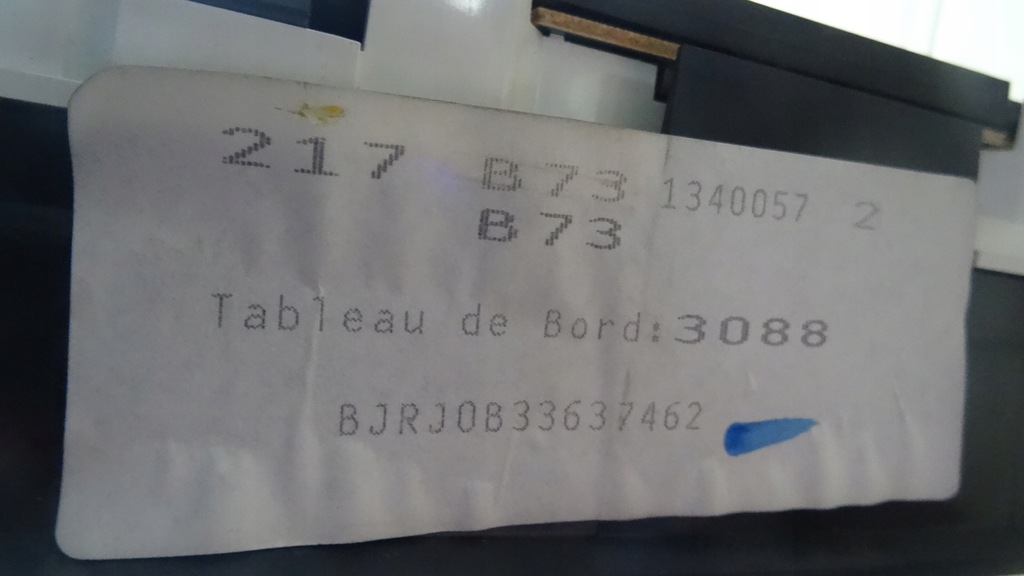 217 B73 1340057 2
B73
Tableau de Bord:3088
BJRJ0B33637462